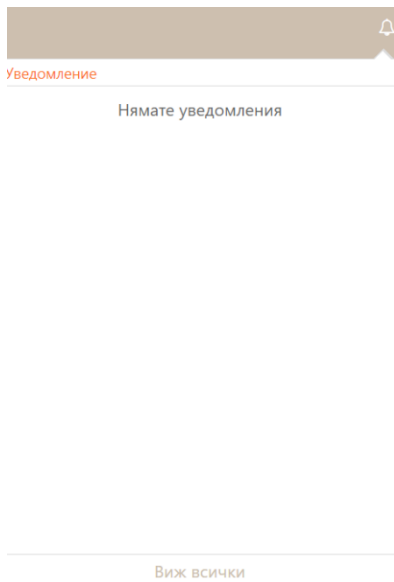 Уведомление
Нямате уведомления
Виж всички